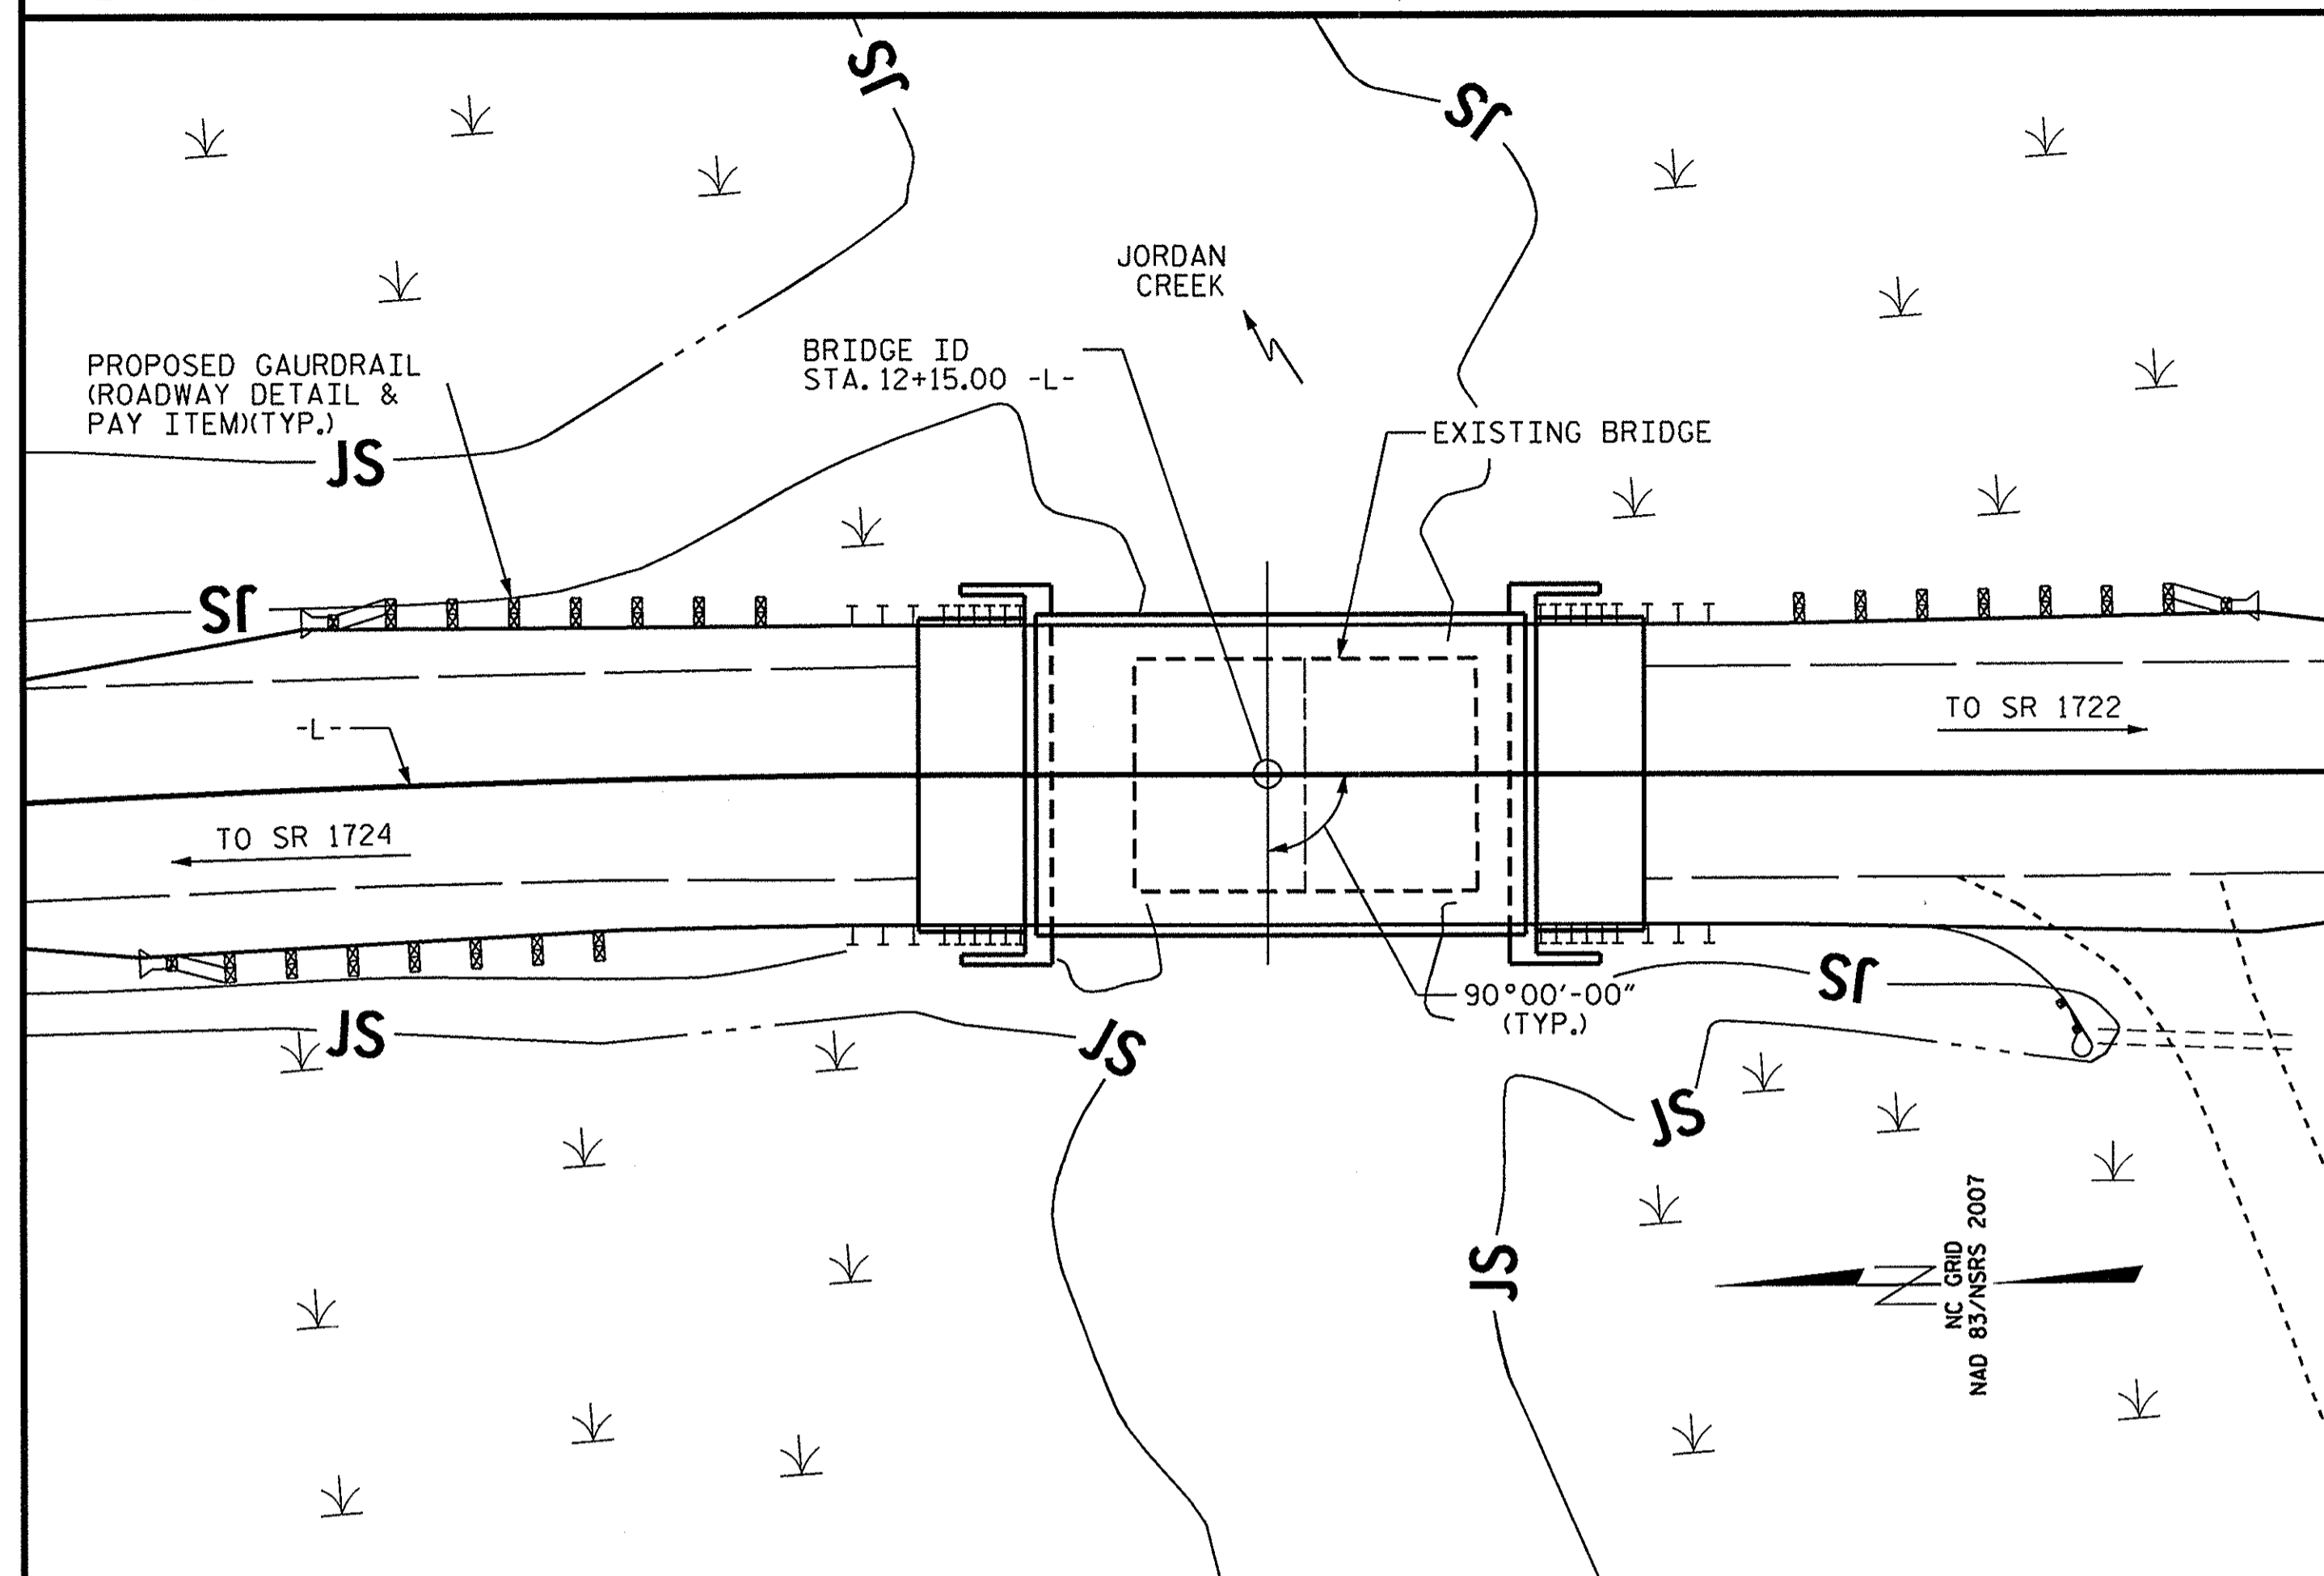 JS
JS
JORDAN
CREEK
BRIDGE ID
STA. 12+15.00 -L-
PROPOSED GAURDRAIL
(ROADWAY DETAIL &
PAY ITEM)(TYP.)
EXISTING BRIDGE
JS
JS
TO SR 1722
-L-
TO SR 1724
JS
90°00'-00"
(TYP.)
JS
JS
JS
JS
N
NC GRID
NAD 83/NSRS 2007